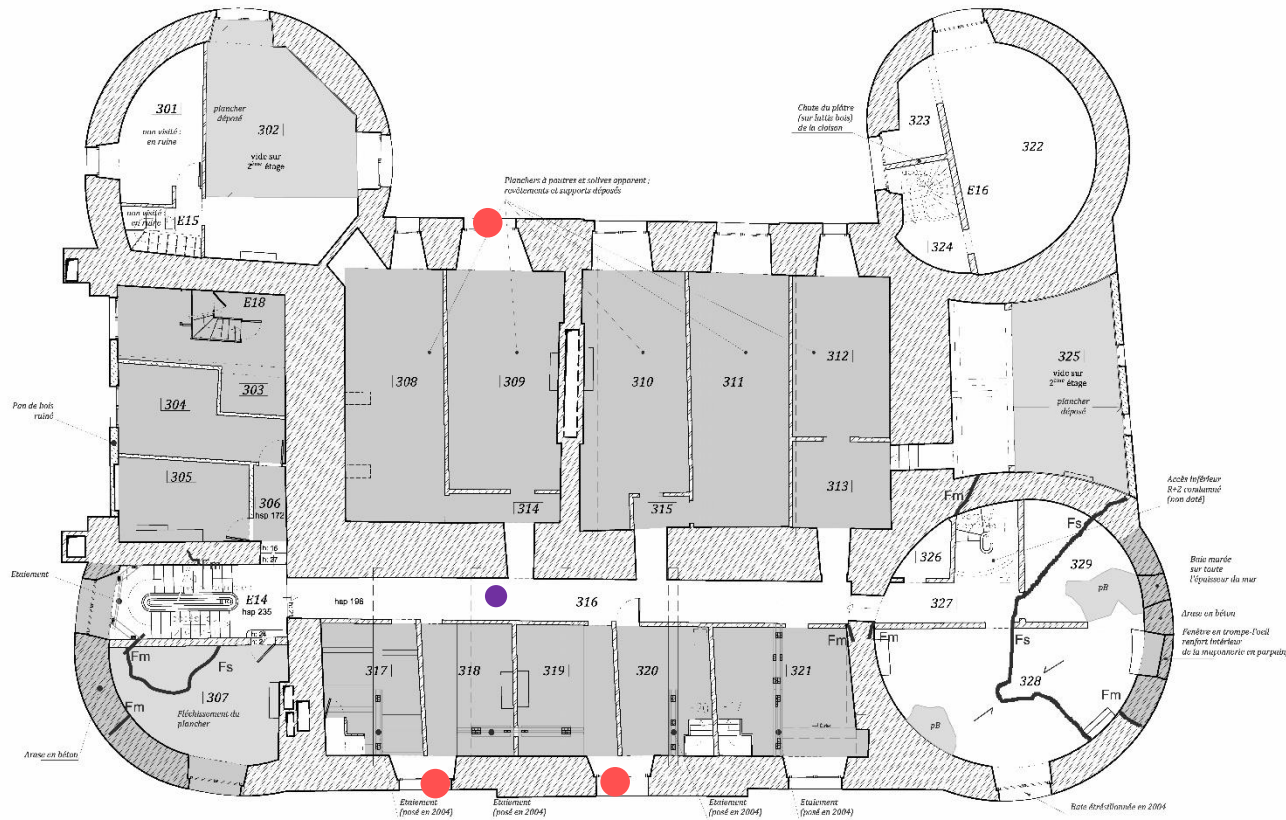 301
non visité :
en ruine
plancher
déposé
302
vide sur
2ème étage
non visité
en ruine
E15
Chute du plâtre
(sur lattis bois)
de la cloison
323
322
E16
324
Planchers à poutres et solives apparent ;
revêtements et supports déposés
E18
303
304
Pan de bois
ruiné
305
306
hsp 172
308
309
310
311
312
313
314
315
325
vide sur
2ème étage
plancher
déposé
Accès inférieur
R+2 condamné
(non daté)
Fm
Fs
326
329
pB
Baie murée
sur toute
l'épaisseur du mur
Arase en béton
Fenêtre en trompe-l'oeil
renfort intérieur
de la maçonnerie en parpaing
327
Fs
328
Fm
pB
Fm
Fm
h: 16
h: 27
Etaiement
E14
hsp 235
hsp 196
316
Fm
Fs
307
Fléchissement du
plancher
317
318
319
320
321
Arase en béton
Etaiement
(posé en 2004)
Etaiement
(posé en 2004)
Etaiement
(posé en 2004)
Etaiement
(posé en 2004)
Baie étrésillonnée en 2004